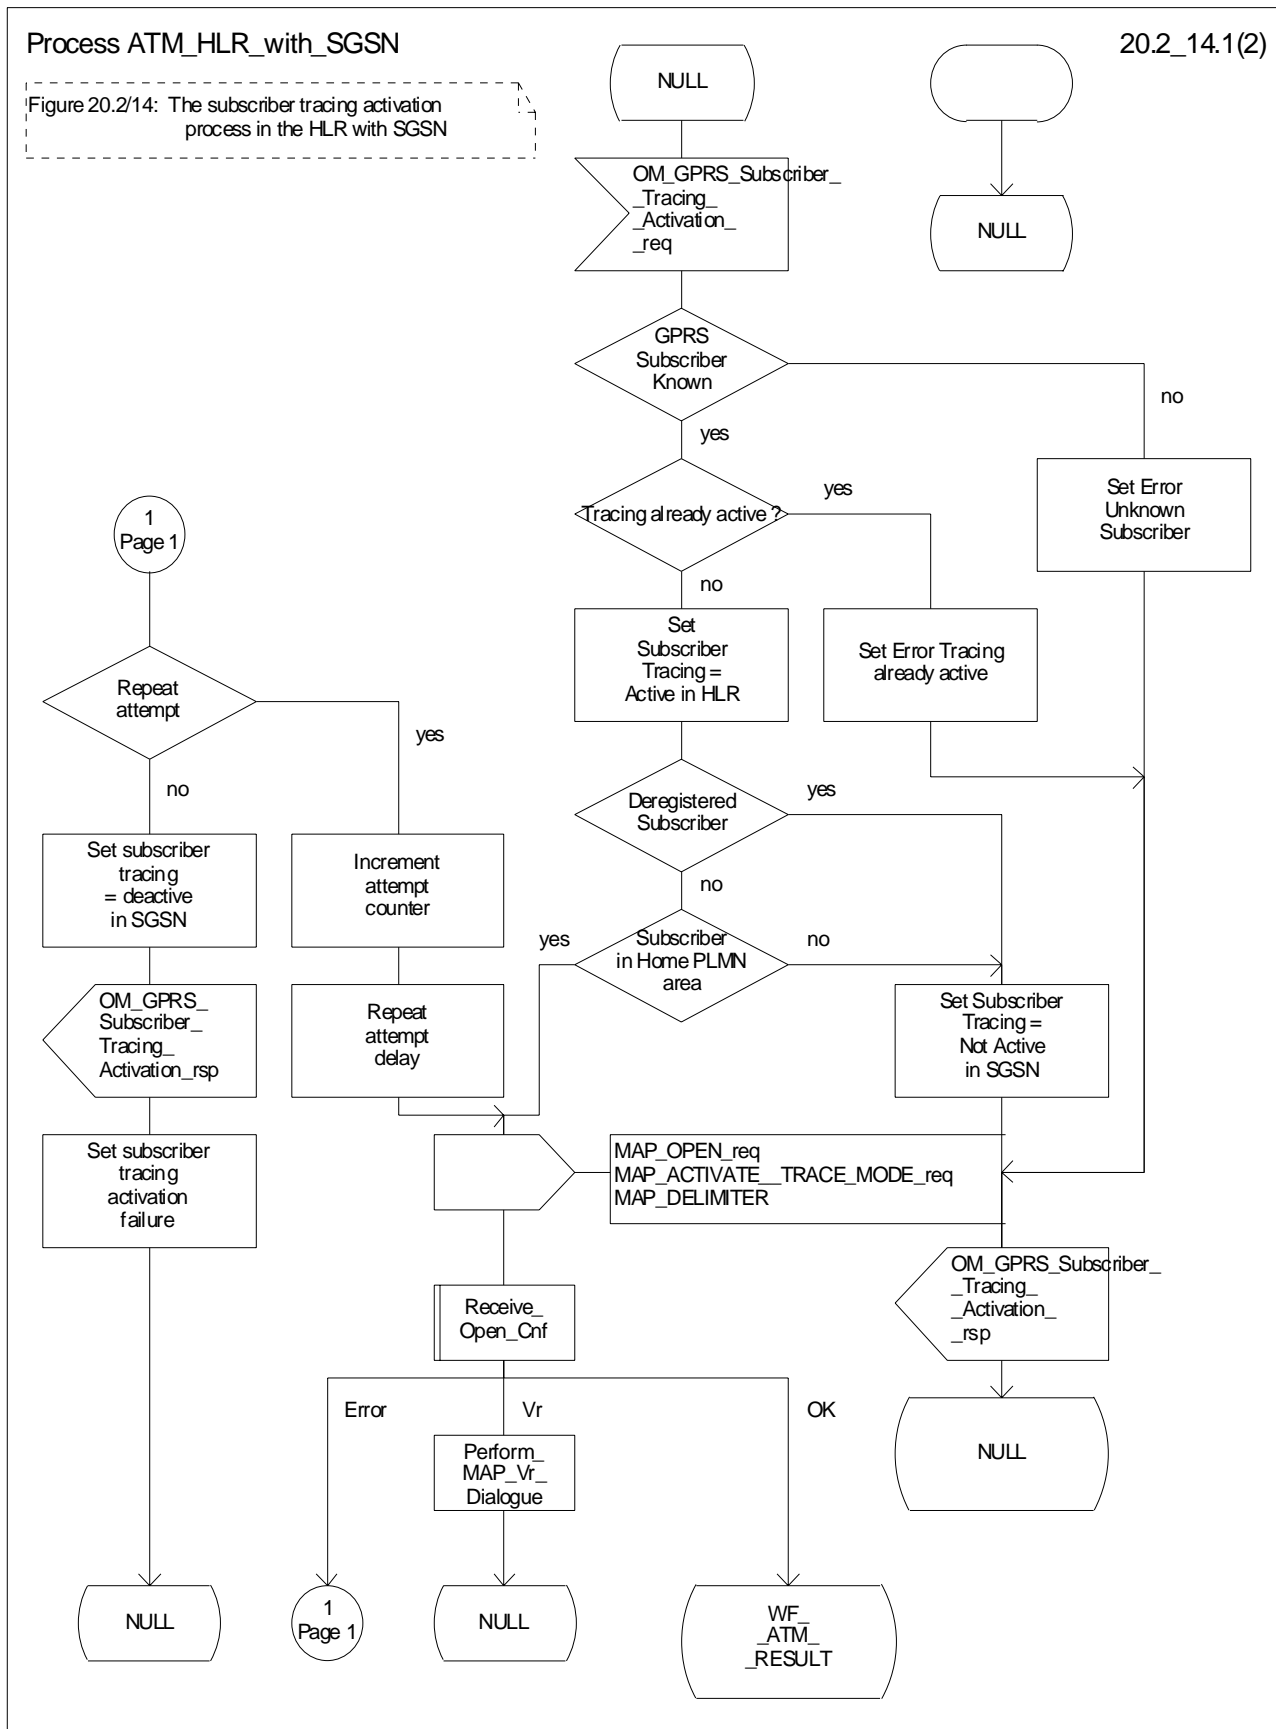 Process ATM_HLR_with_SGSN
20.2_14.1(2)
Figure 20.2/14: The subscriber tracing activation
process in the HLR with SGSN
NULL
OM_GPRS_Subscriber_
_Tracing_
_Activation_
_req
NULL
GPRS
Subscriber
Known
no
yes
Tracing already active ?
yes
Set Error
Unknown
Subscriber
1
Page 1
no
Set
Subscriber
Tracing =
Active in HLR
Set Error Tracing
already active
Repeat
attempt
yes
no
Deregistered
Subscriber
yes
Set subscriber
tracing
= deactive
in SGSN
Increment
attempt
counter
no
yes
Subscriber
in Home PLMN
area
no
OM_GPRS_
Subscriber_
Tracing_
Activation_rsp
Repeat
attempt
delay
Set Subscriber
Tracing =
Not Active
in SGSN
Set subscriber
tracing
activation
failure
MAP_OPEN_req
MAP_ACTIVATE__TRACE_MODE_req
MAP_DELIMITER
OM_GPRS_Subscriber_
_Tracing_
_Activation_
_rsp
Receive_
Open_Cnf
Error
Vr
OK
Perform_
MAP_Vr_
Dialogue
NULL
NULL
1
Page 1
NULL
WF_
_ATM_
_RESULT